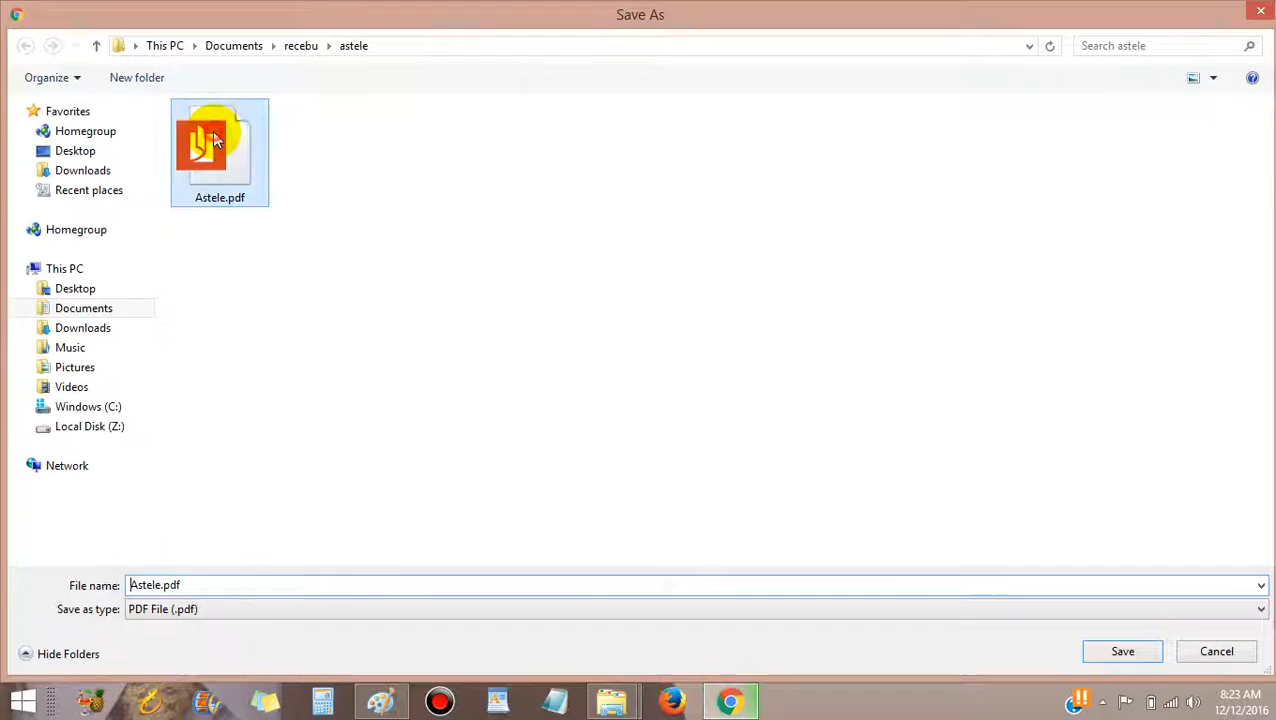 Save As
This PC Documents recebu astele Search astele
Organize New folder
Favorites
Homegroup
Desktop
Downloads
Recent places
Homegroup
This PC
Desktop
Documents
Downloads
Music
Pictures
Videos
Windows (C:)
Local Disk (Z:)
Network
Astele.pdf
File name: Astele.pdf
Save as type: PDF File (.pdf)
Hide Folders Save Cancel
8:23 AM
12/12/2016